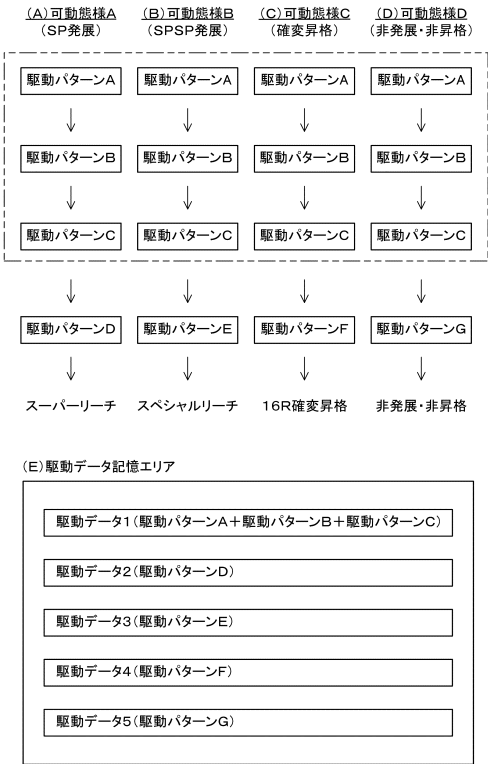 (A)可動態様A (B)可動態様B (C)可動態様C (D)可動態様D
(SP発展) (SPSP発展) (確変昇格) (非発展・非昇格)
駆動パターンA 駆動パターンA 駆動パターンA 駆動パターンA
↓ ↓ ↓ ↓
駆動パターンB 駆動パターンB 駆動パターンB 駆動パターンB
↓ ↓ ↓ ↓
駆動パターンC 駆動パターンC 駆動パターンC 駆動パターンC
↓ ↓ ↓ ↓
駆動パターンD 駆動パターンE 駆動パターンF 駆動パターンG
↓ ↓ ↓ ↓
スーパーリーチ スペシャルリーチ 16R確変昇格 非発展・非昇格
(E)駆動データ記憶エリア
駆動データ1(駆動パターンA+駆動パターンB+駆動パターンC)
駆動データ2(駆動パターンD)
駆動データ3(駆動パターンE)
駆動データ4(駆動パターンF)
駆動データ5(駆動パターンG)